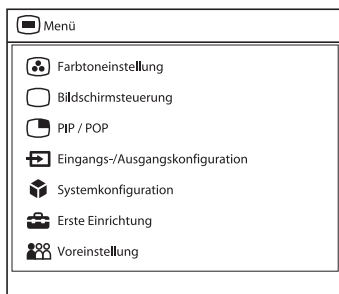 Menü
Farbtoneinstellung
Bildschirmsteuerung
PIP / POP
Eingangs-/Ausgangskonfiguration
Systemkonfiguration
Erste Einrichtung
Voreinstellung